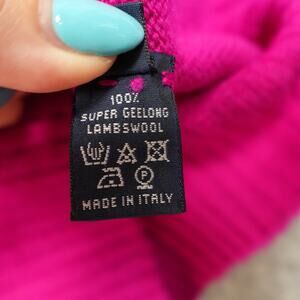 100%
SUPER GEELONG
LAMBSWOOL
P
MADE IN ITALY